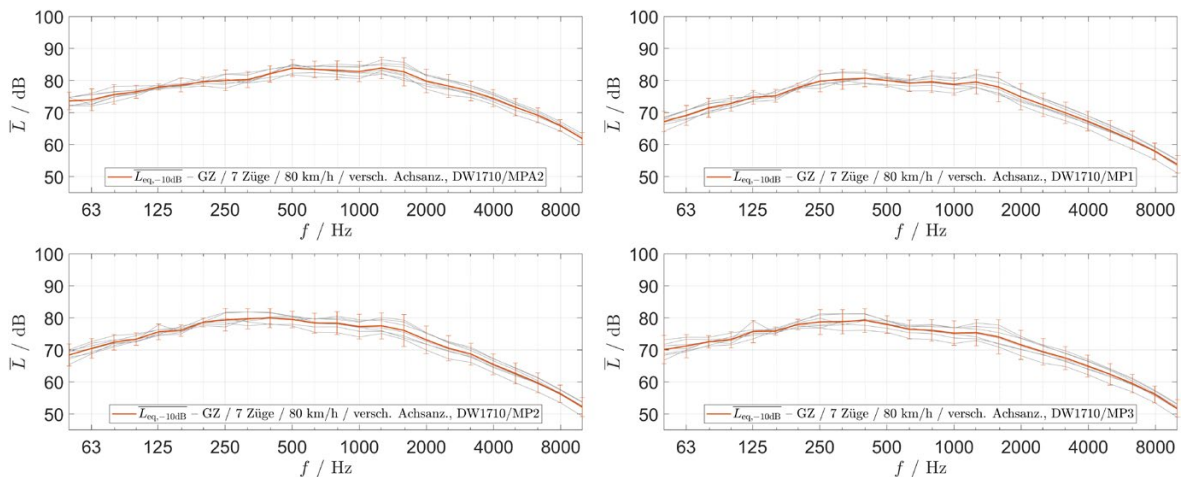 100
90
80
70
60
50
L / dB
L̅eq,−10dB – GZ / 7 Züge / 80 km/h / versch. Achsanz., DW1710/MPA2
63 125 250 500 1000 2000 4000 8000
f / Hz
100
90
80
70
60
50
L / dB
L̅eq,−10dB – GZ / 7 Züge / 80 km/h / versch. Achsanz., DW1710/MP1
63 125 250 500 1000 2000 4000 8000
f / Hz
100
90
80
70
60
50
L / dB
L̅eq,−10dB – GZ / 7 Züge / 80 km/h / versch. Achsanz., DW1710/MP2
63 125 250 500 1000 2000 4000 8000
f / Hz
100
90
80
70
60
50
L / dB
L̅eq,−10dB – GZ / 7 Züge / 80 km/h / versch. Achsanz., DW1710/MP3
63 125 250 500 1000 2000 4000 8000
f / Hz